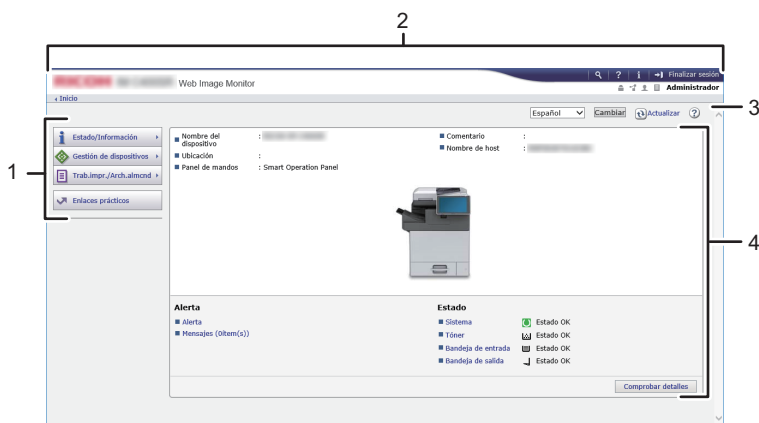 2
Web Image Monitor
? i Finalizar sesión
Administrador
Inicio
Español Cambiar Actualizar ?
3
1
Estado/Información
Gestión de dispositivos
Trab.impr./Arch.almcnd
Enlaces prácticos
Nombre del dispositivo :
Ubicación :
Panel de mandos : Smart Operation Panel
Comentario :
Nombre de host :
4
Alerta
Alerta
Mensajes (0ítem(s))
Estado
Sistema Estado OK
Tóner Estado OK
Bandeja de entrada Estado OK
Bandeja de salida Estado OK
Comprobar detalles